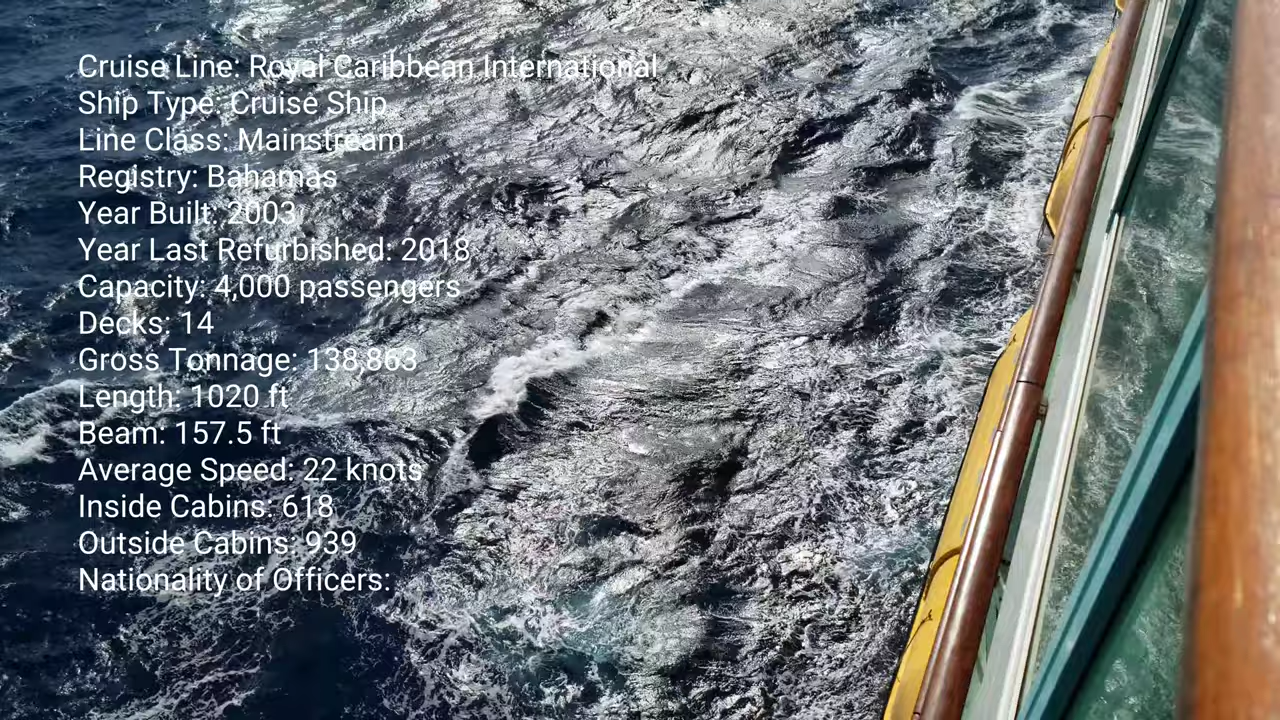 Cruise Line: Royal Caribbean International
Ship Type: Cruise Ship
Line Class: Mainstream
Registry: Bahamas
Year Built: 2003
Year Last Refurbished: 2018
Capacity: 4,000 passengers
Decks: 14
Gross Tonnage: 138,863
Length: 1020 ft
Beam: 157.5 ft
Average Speed: 22 knots
Inside Cabins: 618
Outside Cabins: 939
Nationality of Officers: